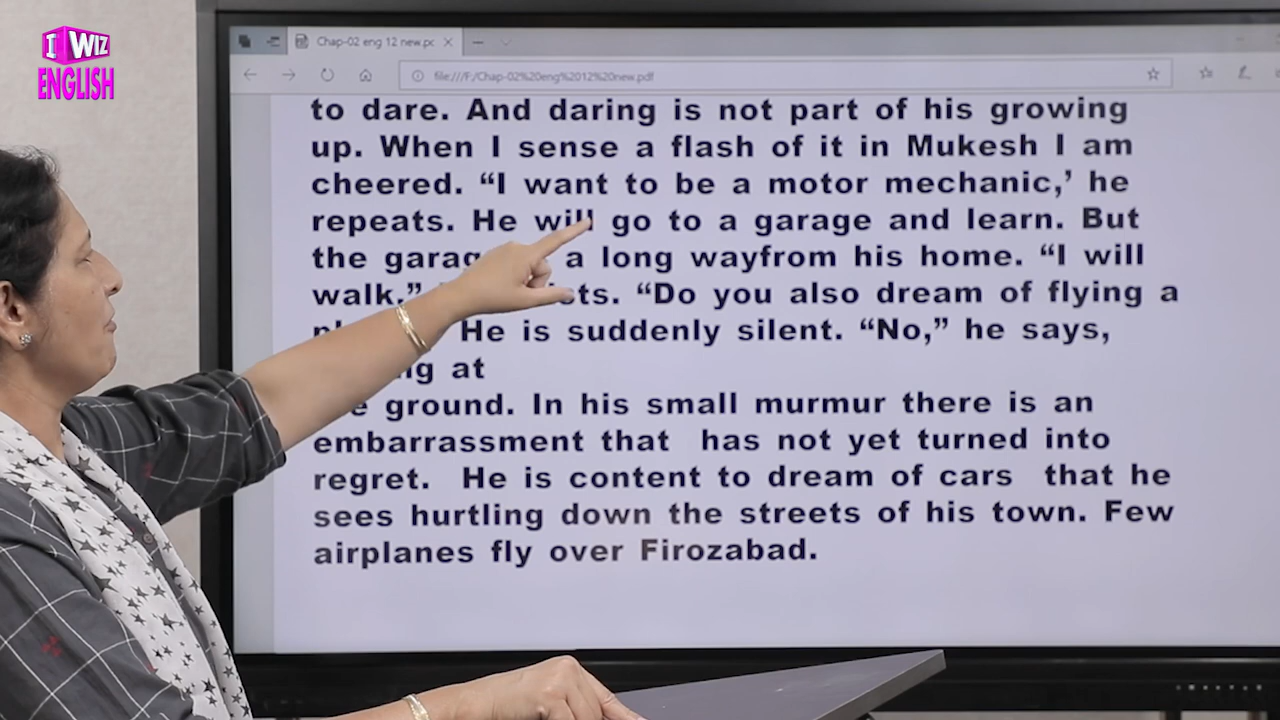 I WIZ
ENGLISH
Chap-02 eng 12 new.pc
file:///F:/Chap-02%20eng%2012%20new.pdf
to dare. And daring is not part of his growing
up. When I sense a flash of it in Mukesh I am
cheered. “I want to be a motor mechanic,’ he
repeats. He will go to a garage and learn. But
the garag a long wayfrom his home. “I will
walk.” sts. “Do you also dream of flying a
He is suddenly silent. “No,” he says,
ng at
ground. In his small murmur there is an
embarrassment that has not yet turned into
regret. He is content to dream of cars that he
sees hurtling down the streets of his town. Few
airplanes fly over Firozabad.